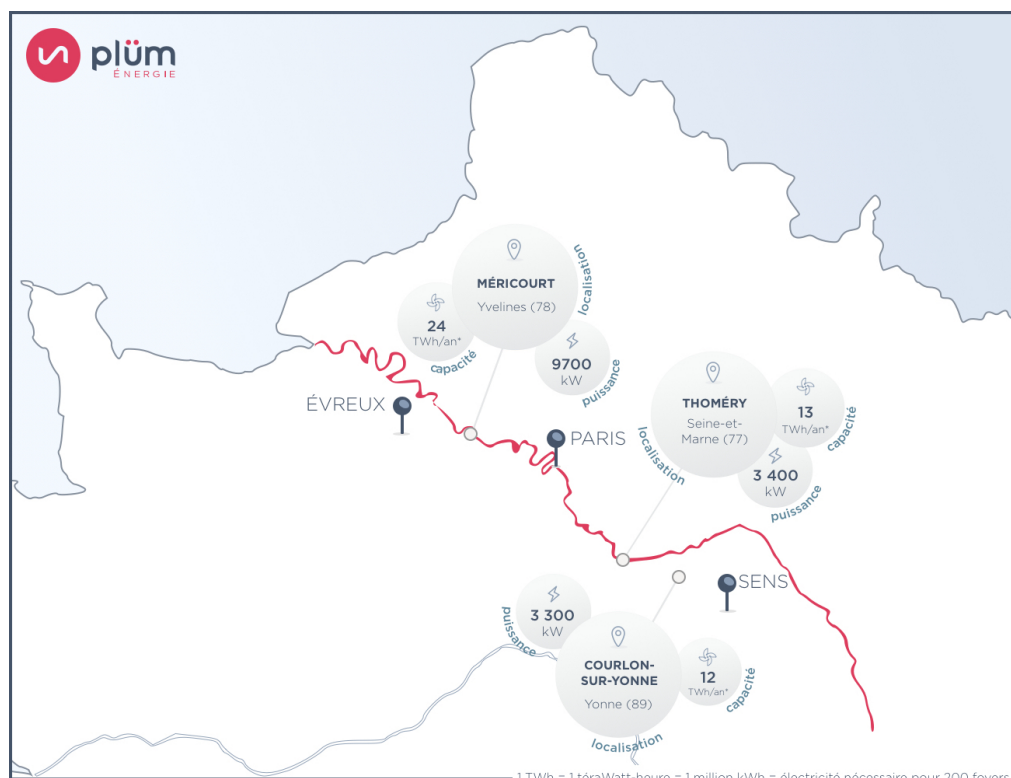 plüm
ÉNERGIE
localisation
MÉRICOURT
Yvelines (78)
24
TWh/an*
capacité
9700
kW
puissance
ÉVREUX
PARIS
THOMÉRY
Seine-et-
Marne (77)
localisation
13
TWh/an*
capacité
3 400
kW
puissance
SENS
3 300
kW
puissance
COURLON-
SUR-YONNE
Yonne (89)
localisation
12
TWh/an*
capacité
1 TWh = 1 téraWatt-heure = 1 million kWh = électricité nécessaire pour 200 foyers